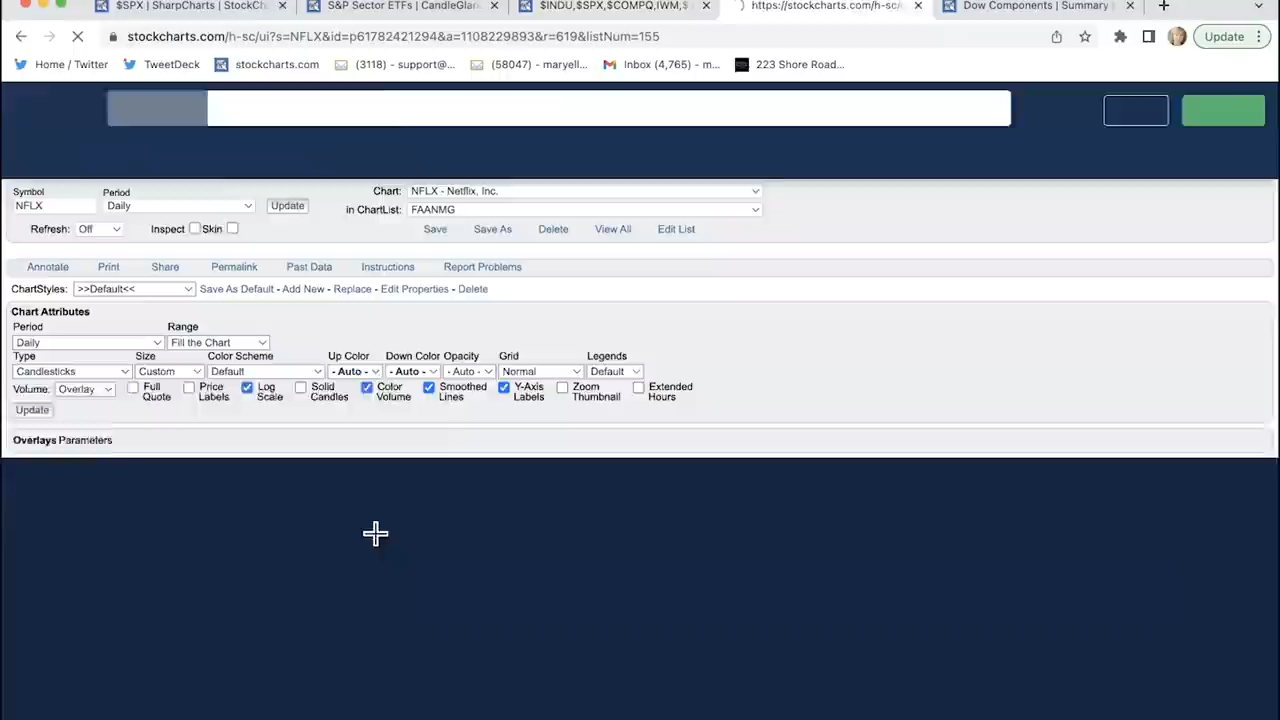 $SPX | SharpCharts | StockCh
S&P Sector ETFs | CandleGlan
$INDU,$SPX,$COMPQ,IWM,$
https://stockcharts.com/h-sc/
Dow Components | Summary
stockcharts.com/h-sc/ui?s=NFLX&id=p61782421294&a=1108229893&r=619&listNum=155
Update
Home / Twitter
TweetDeck
stockcharts.com
(3118) - support@...
(58047) - maryell...
Inbox (4,765) - m...
223 Shore Road...
Symbol Period Chart: NFLX - Netflix, Inc.
NFLX Daily Update in ChartList: FAANMG
Refresh: Off Inspect Skin Save Save As Delete View All Edit List
Annotate Print Share Permalink Past Data Instructions Report Problems
ChartStyles: >>Default<< Save As Default - Add New - Replace - Edit Properties - Delete
Chart Attributes
Period Range
Daily Fill the Chart
Type Size Color Scheme Up Color Down Color Opacity Grid Legends
Candlesticks Custom Default - Auto - - Auto - - Auto - Normal Default
Volume: Overlay Full Quote Price Labels Log Scale Solid Candles Color Volume Smoothed Lines Y-Axis Labels Zoom Thumbnail Extended Hours
Update
Overlays Parameters